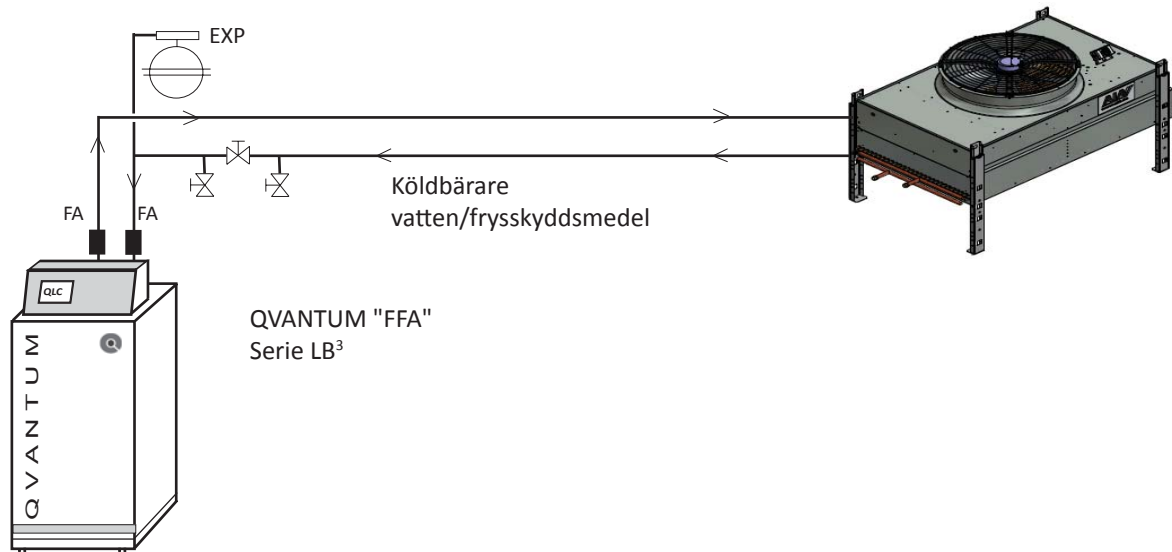 EXP
Köldbärare
vatten/frysskyddsmedel
FA
FA
QLC
QVANTUM
QVANTUM "FFA"
Serie LB³